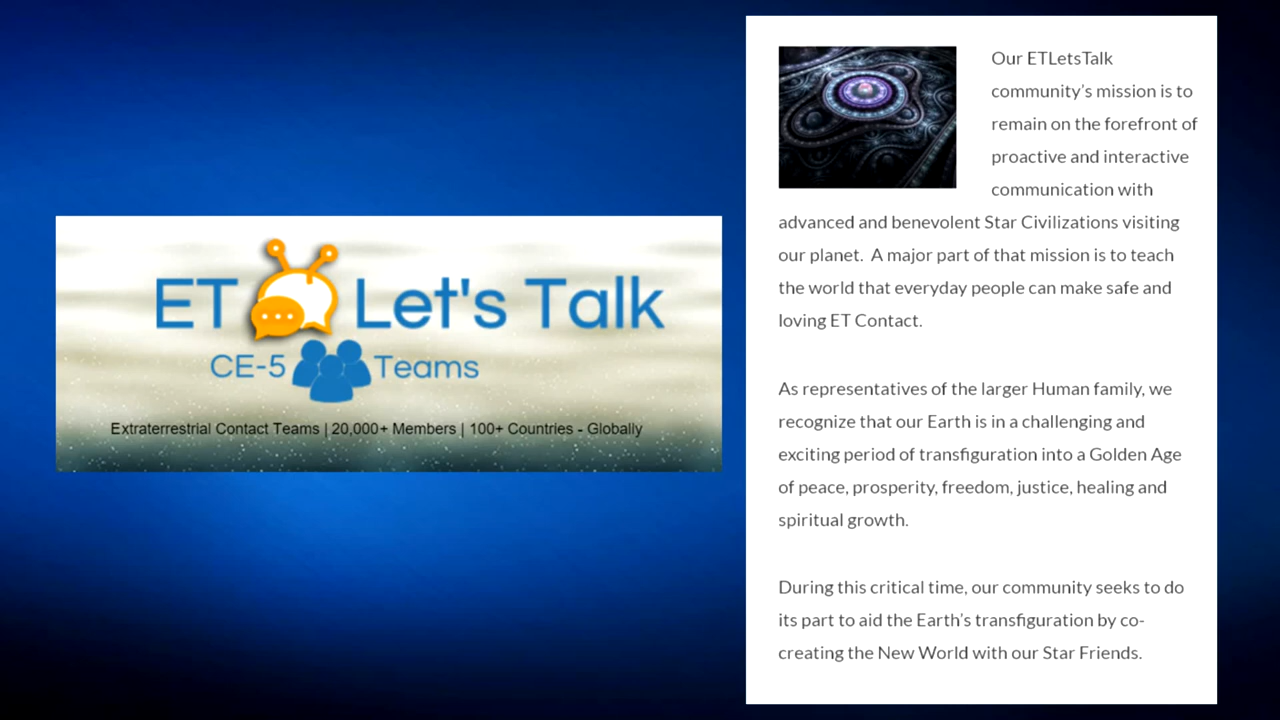 ET Let's Talk
CE-5 Teams
Extraterrestrial Contact Teams | 20,000+ Members | 100+ Countries - Globally
Our ETLetsTalk
community's mission is to
remain on the forefront of
proactive and interactive
communication with
advanced and benevolent Star Civilizations visiting
our planet.  A major part of that mission is to teach
the world that everyday people can make safe and
loving ET Contact.
As representatives of the larger Human family, we
recognize that our Earth is in a challenging and
exciting period of transfiguration into a Golden Age
of peace, prosperity, freedom, justice, healing and
spiritual growth.
During this critical time, our community seeks to do
its part to aid the Earth's transfiguration by co-
creating the New World with our Star Friends.